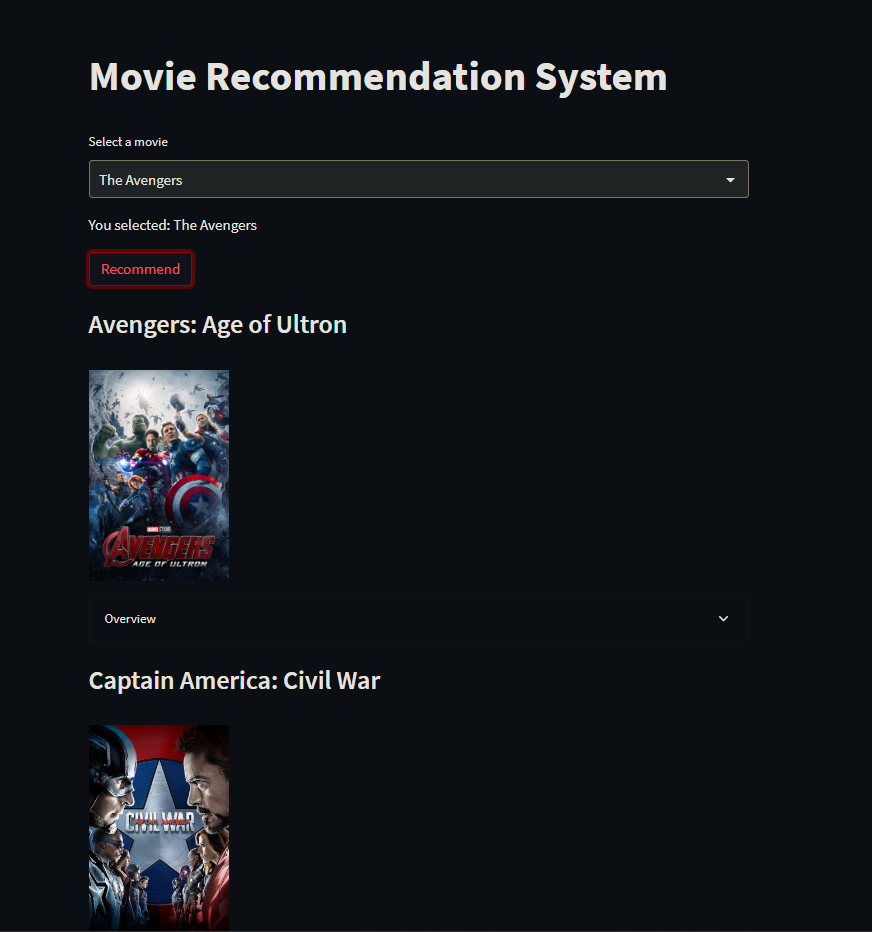 Movie Recommendation System
Select a movie
The Avengers
You selected: The Avengers
Recommend
Avengers: Age of Ultron
MARVEL STUDIOS
AVENGERS
AGE OF ULTRON
Overview
Captain America: Civil War
CIVIL WAR